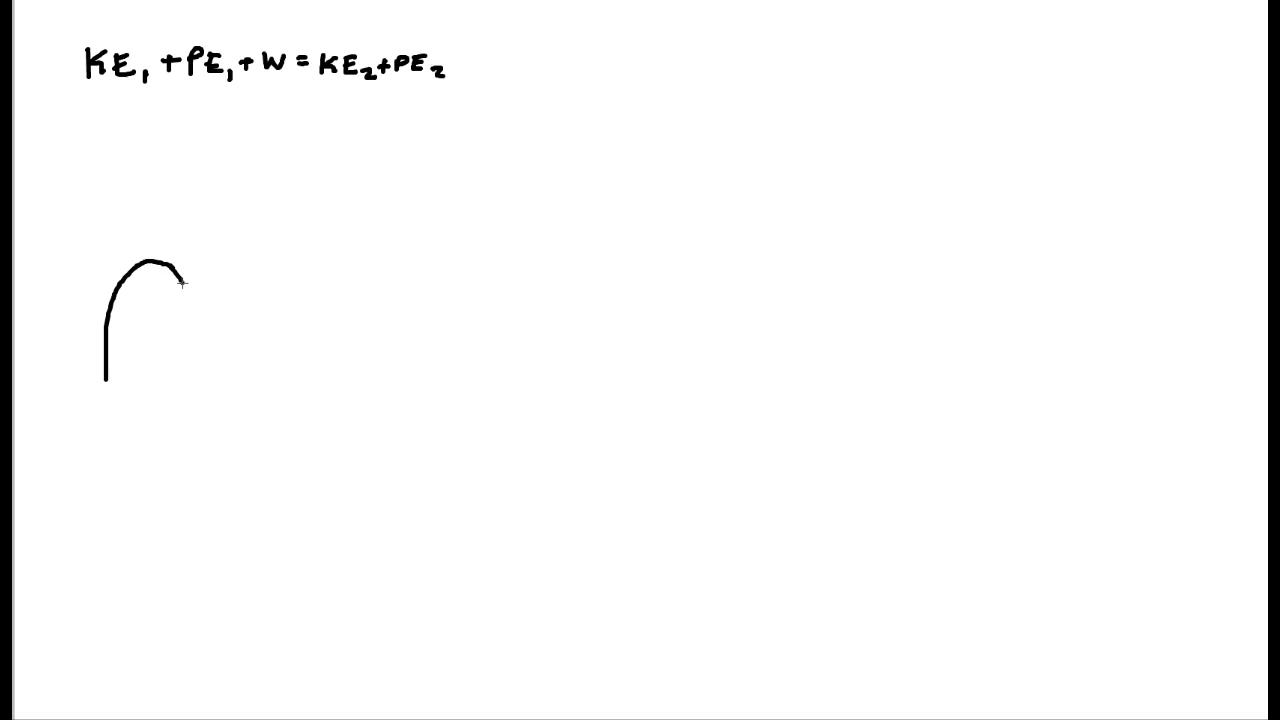 KE₁ + PE₁ + W = KE₂ + PE₂